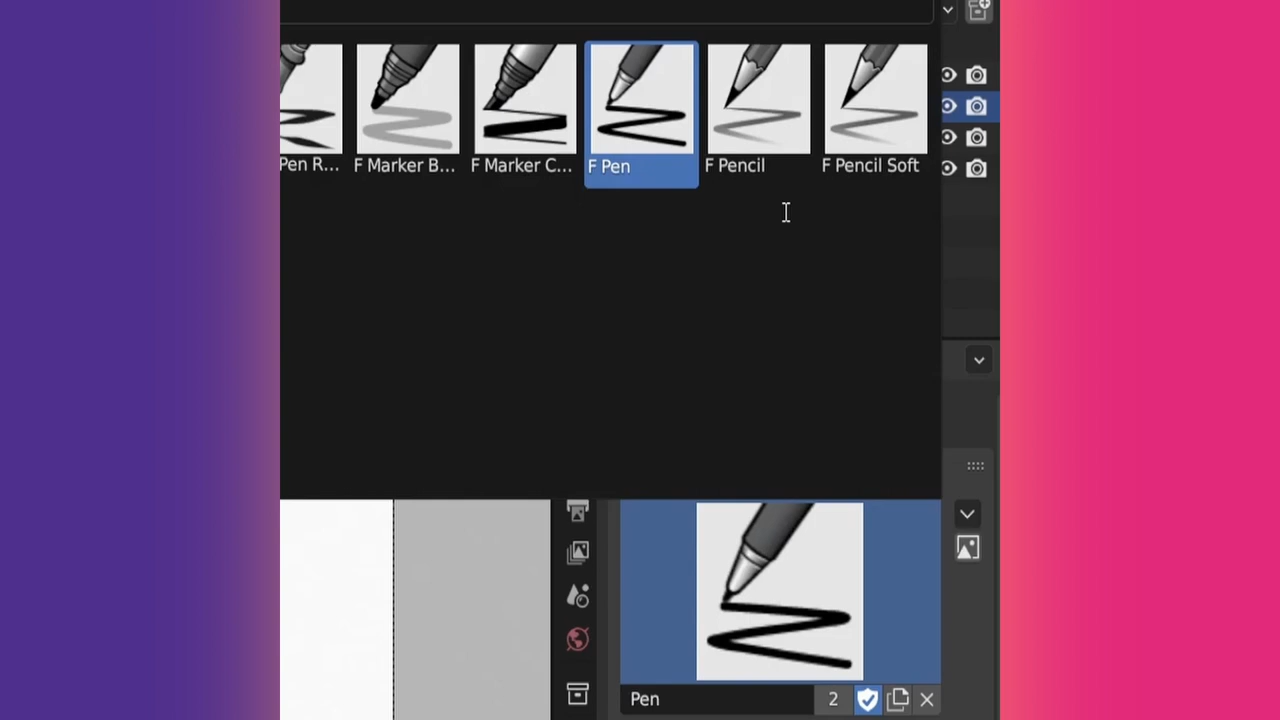 Pen R...
F Marker B...
F Marker C...
F Pen
F Pencil
F Pencil Soft
Pen
2